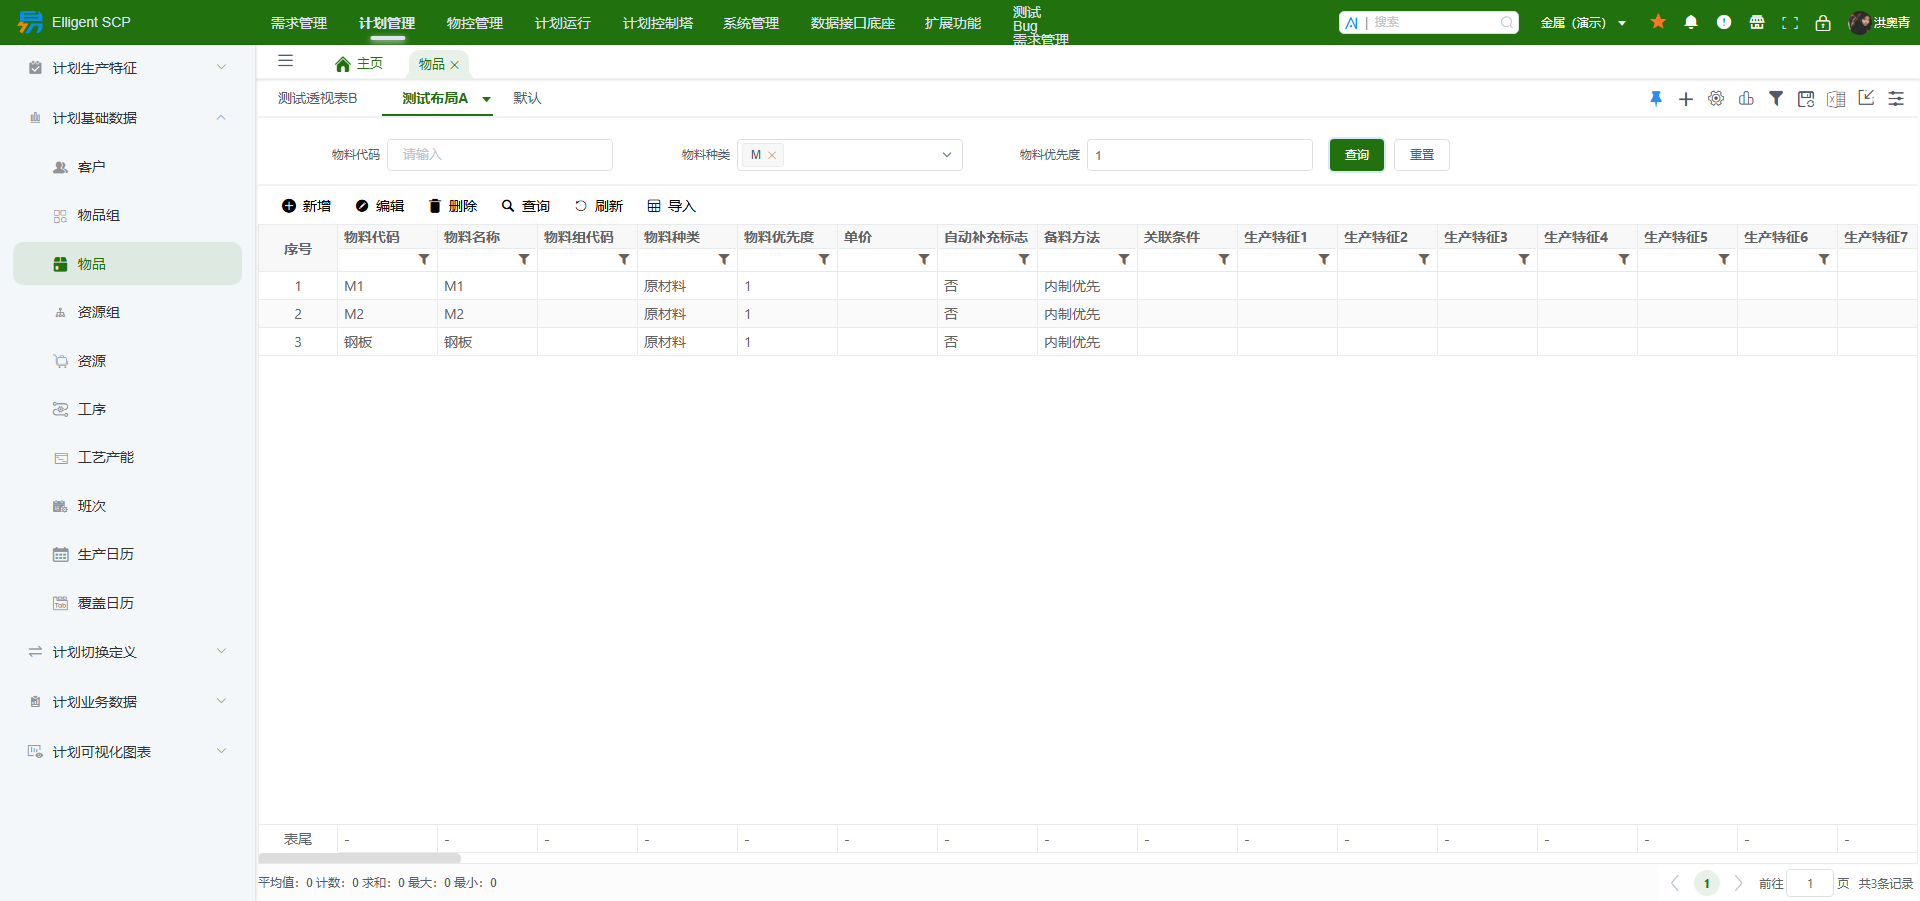 Elligent SCP
需求管理 计划管理 物控管理 计划运行 计划控制塔 系统管理 数据接口底座 扩展功能
测试
Bug
需求管理
AI | 搜索 金属（演示） 洪奥青
计划生产特征
计划基础数据
客户
物品组
物品
资源组
资源
工序
工艺产能
班次
生产日历
覆盖日历
计划切换定义
计划业务数据
计划可视化图表
主页 物品
测试透视表B 测试布局A 默认
物料代码 请输入 物料种类 M 物料优先度 1 查询 重置
新增 编辑 删除 查询 刷新 导入
序号 物料代码 物料名称 物料组代码 物料种类 物料优先度 单价 自动补充标志 备料方法 关联条件 生产特征1 生产特征2 生产特征3 生产特征4 生产特征5 生产特征6 生产特征7
1 M1 M1 原材料 1 否 内制优先
2 M2 M2 原材料 1 否 内制优先
3 钢板 钢板 原材料 1 否 内制优先
表尾 - - - - - - - - - - - - - - - -
平均值：0 计数：0 求和：0 最大：0 最小：0
1 前往 1 页 共3条记录